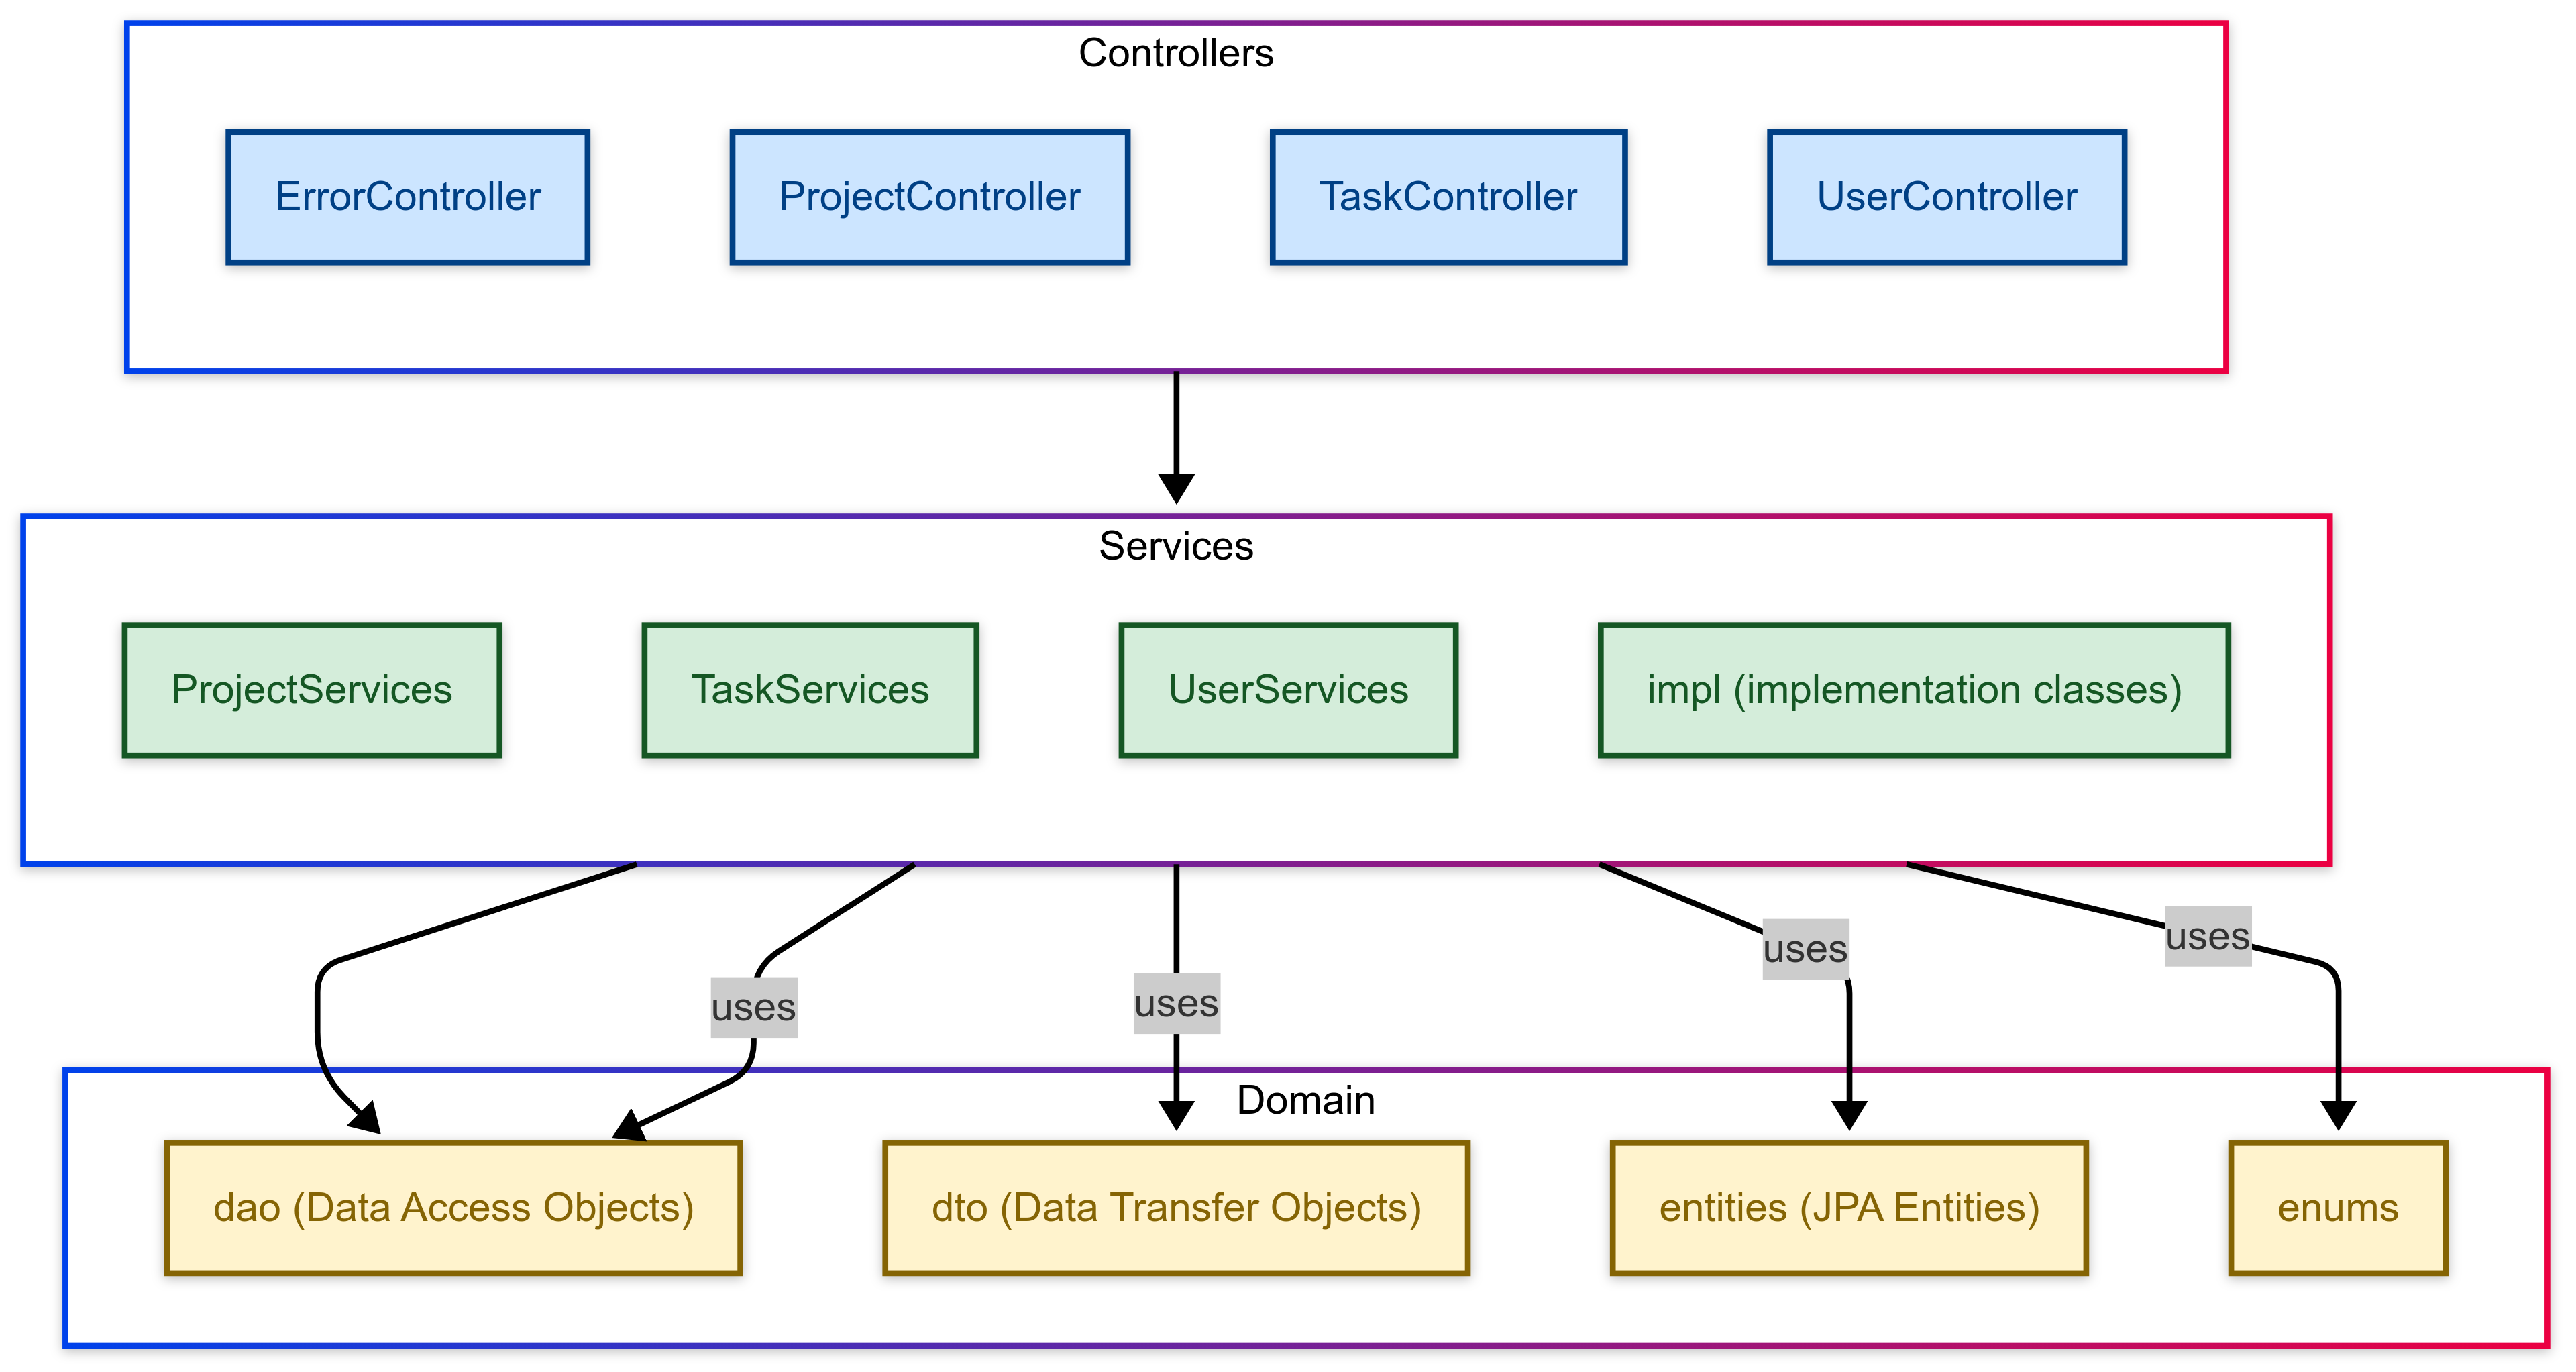 Controllers
ErrorController
ProjectController
TaskController
UserController
Services
ProjectServices
TaskServices
UserServices
impl (implementation classes)
uses
uses
uses
uses
Domain
dao (Data Access Objects)
dto (Data Transfer Objects)
entities (JPA Entities)
enums